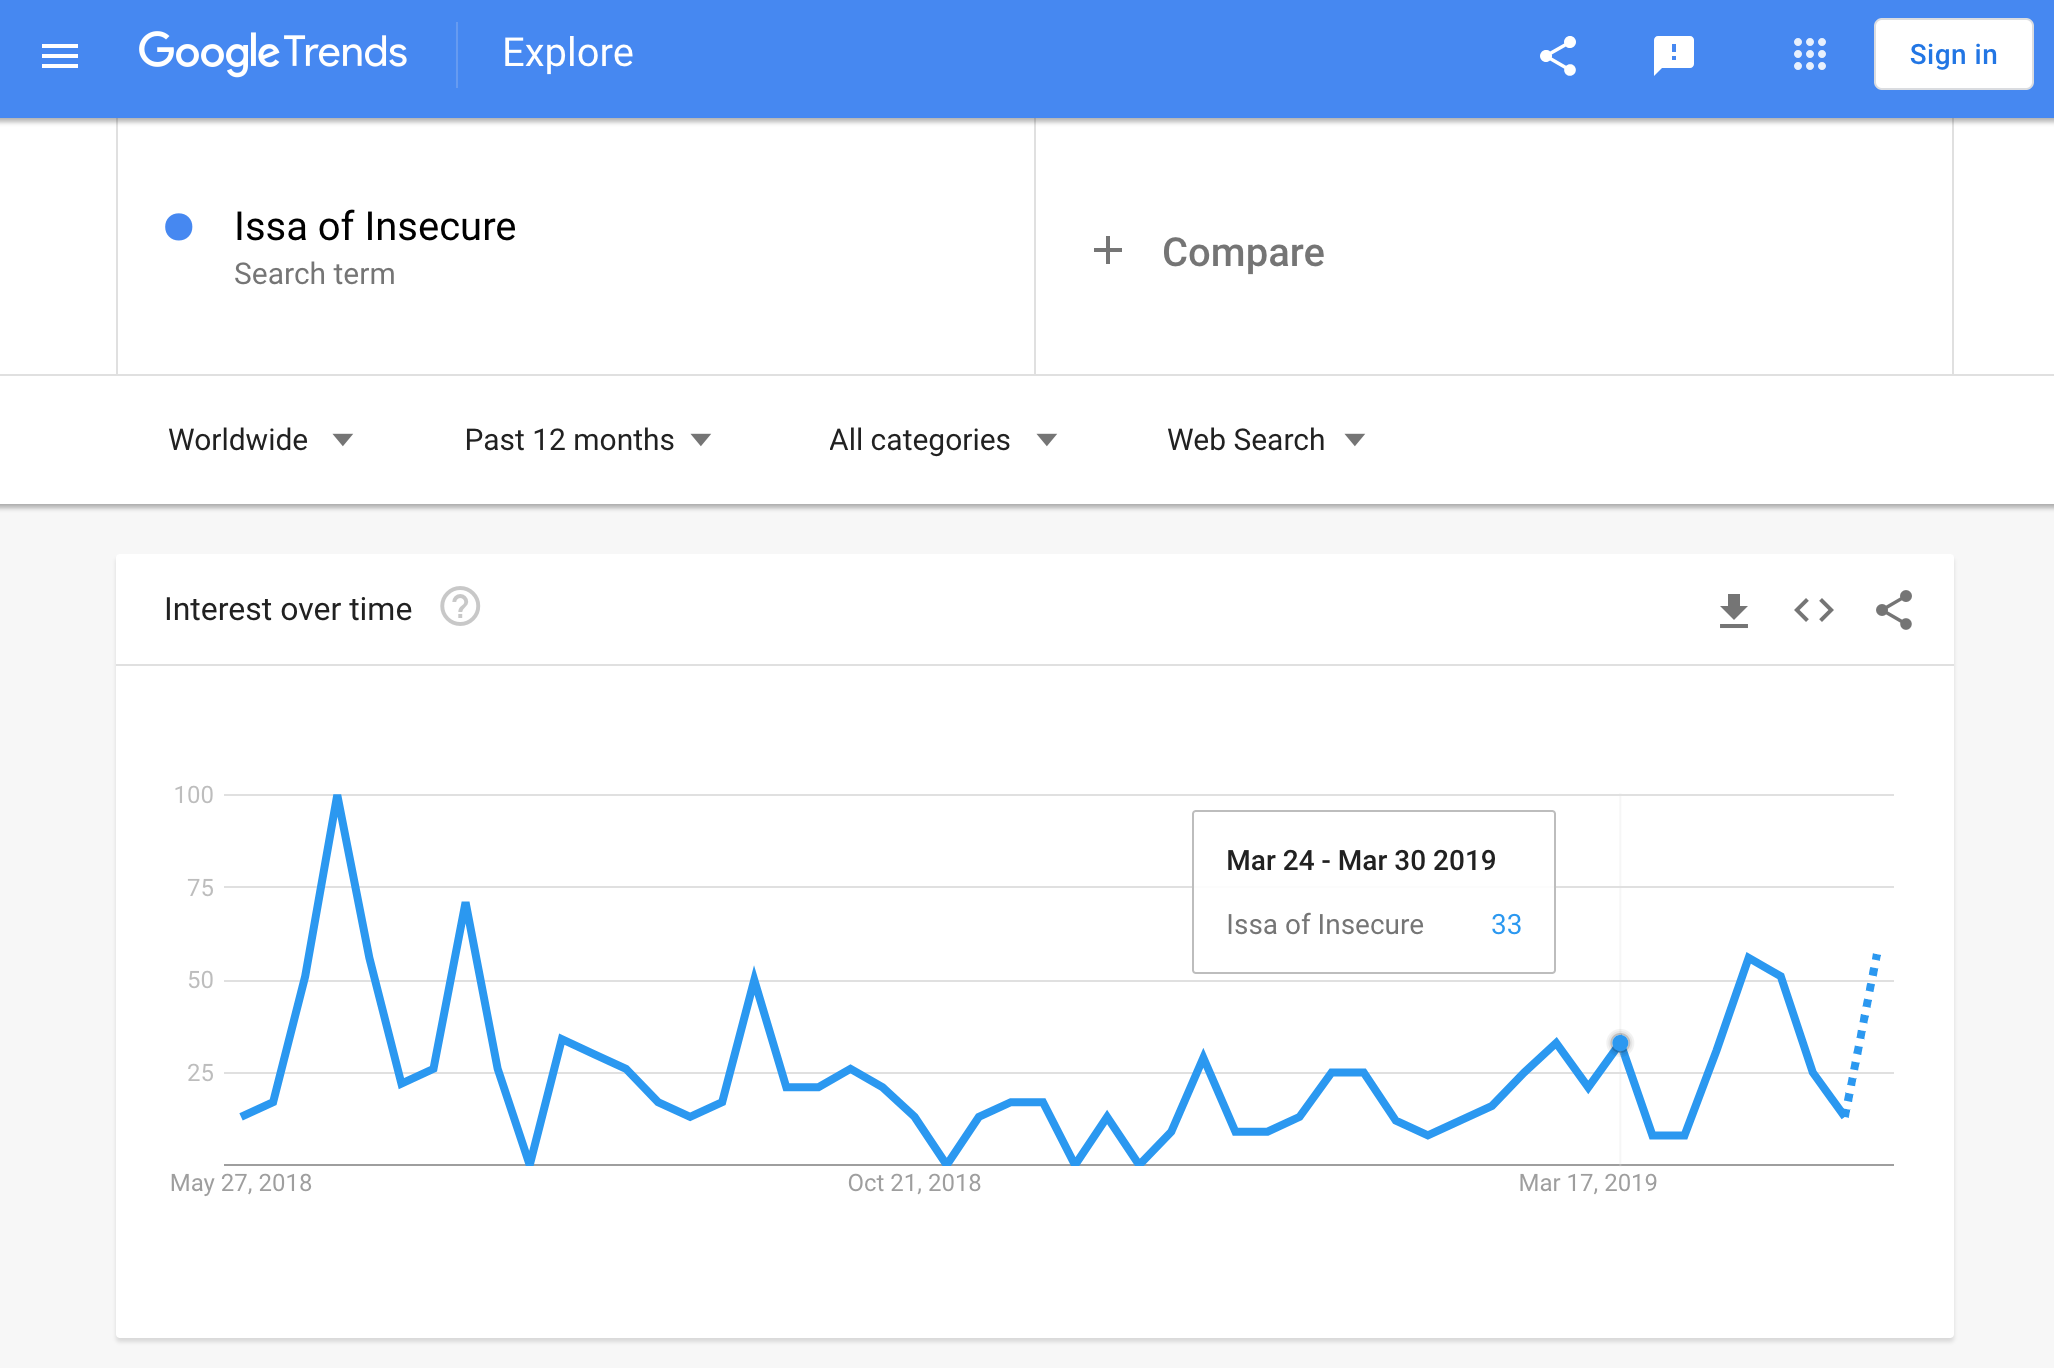 Google Trends
Explore
Sign in
Issa of Insecure
Search term
+ Compare
Worldwide
Past 12 months
All categories
Web Search
Interest over time
?
100
75
50
25
Mar 24 - Mar 30 2019
Issa of Insecure 33
May 27, 2018
Oct 21, 2018
Mar 17, 2019